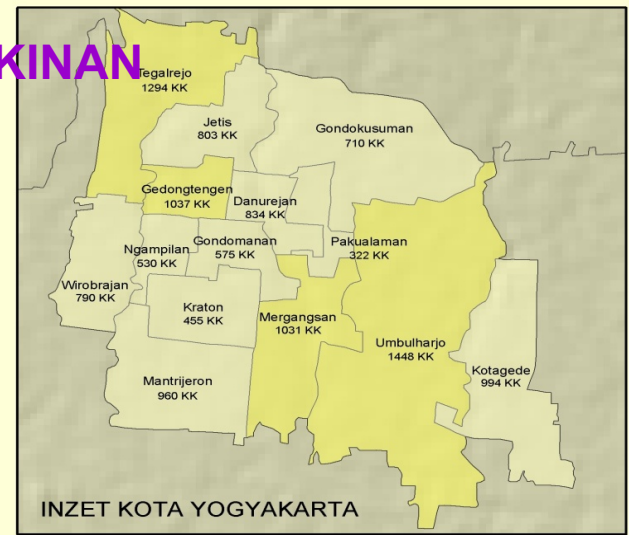 KINAN
Tegalrejo
1294 KK
Jetis
803 KK
Gondokusuman
710 KK
Gedongtengen
1037 KK
Danurejan
834 KK
Ngampilan
530 KK
Gondomanan
575 KK
Pakualaman
322 KK
Wirobrajan
790 KK
Kraton
455 KK
Mergangsan
1031 KK
Umbulharjo
1448 KK
Kotagede
994 KK
Mantrijeron
960 KK
INZET KOTA YOGYAKARTA